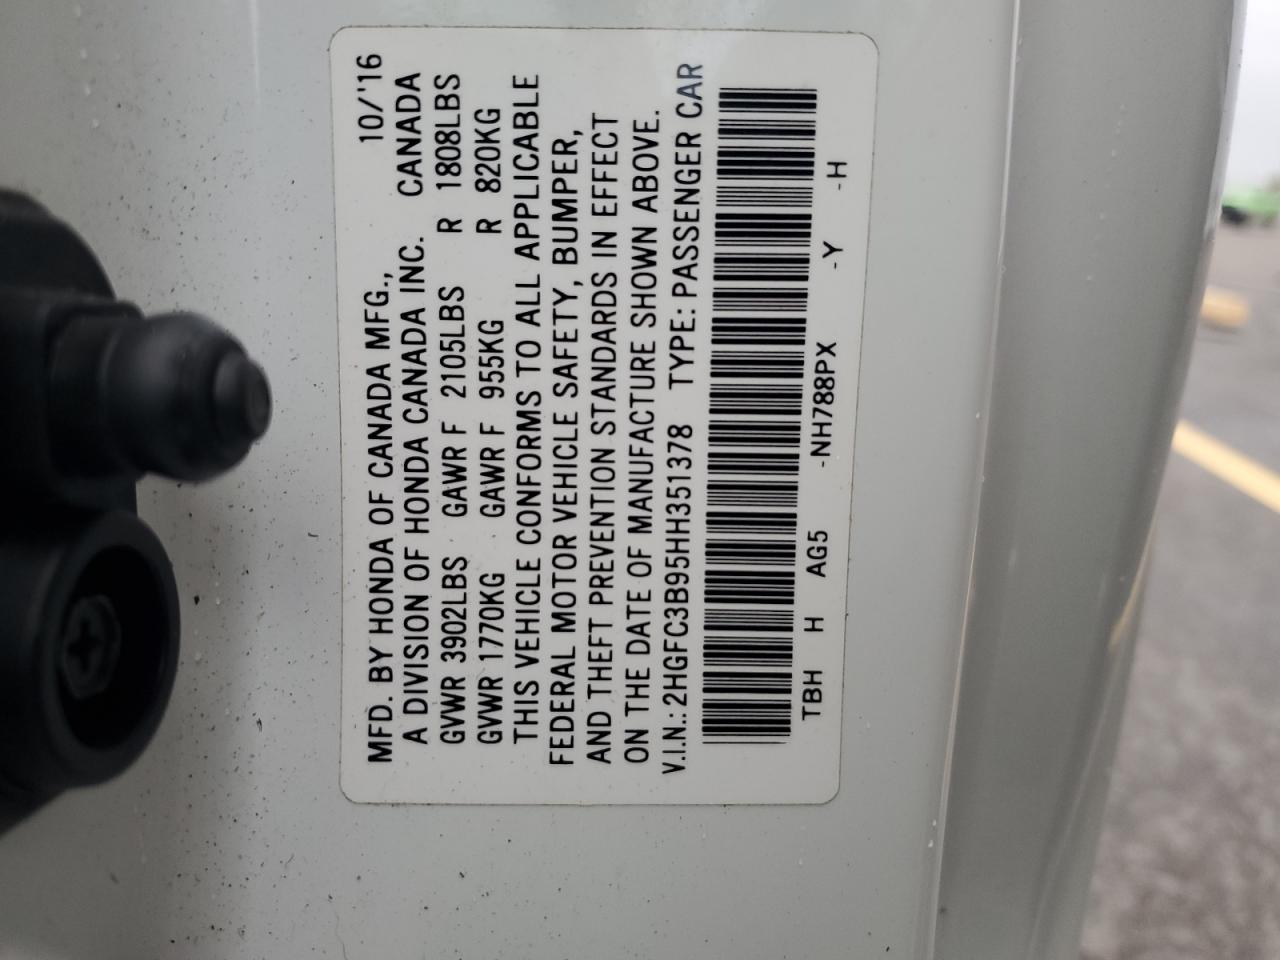 MFD. BY HONDA OF CANADA MFG., 10/'16
A DIVISION OF HONDA CANADA INC. CANADA
GVWR 3902LBS GAWR F 2105LBS R 1808LBS
GVWR 1770KG GAWR F 955KG R 820KG
THIS VEHICLE CONFORMS TO ALL APPLICABLE
FEDERAL MOTOR VEHICLE SAFETY, BUMPER,
AND THEFT PREVENTION STANDARDS IN EFFECT
ON THE DATE OF MANUFACTURE SHOWN ABOVE.
V.I.N.: 2HGFC3B95HH351378 TYPE: PASSENGER CAR
TBH H AG5 -NH788PX -Y -H